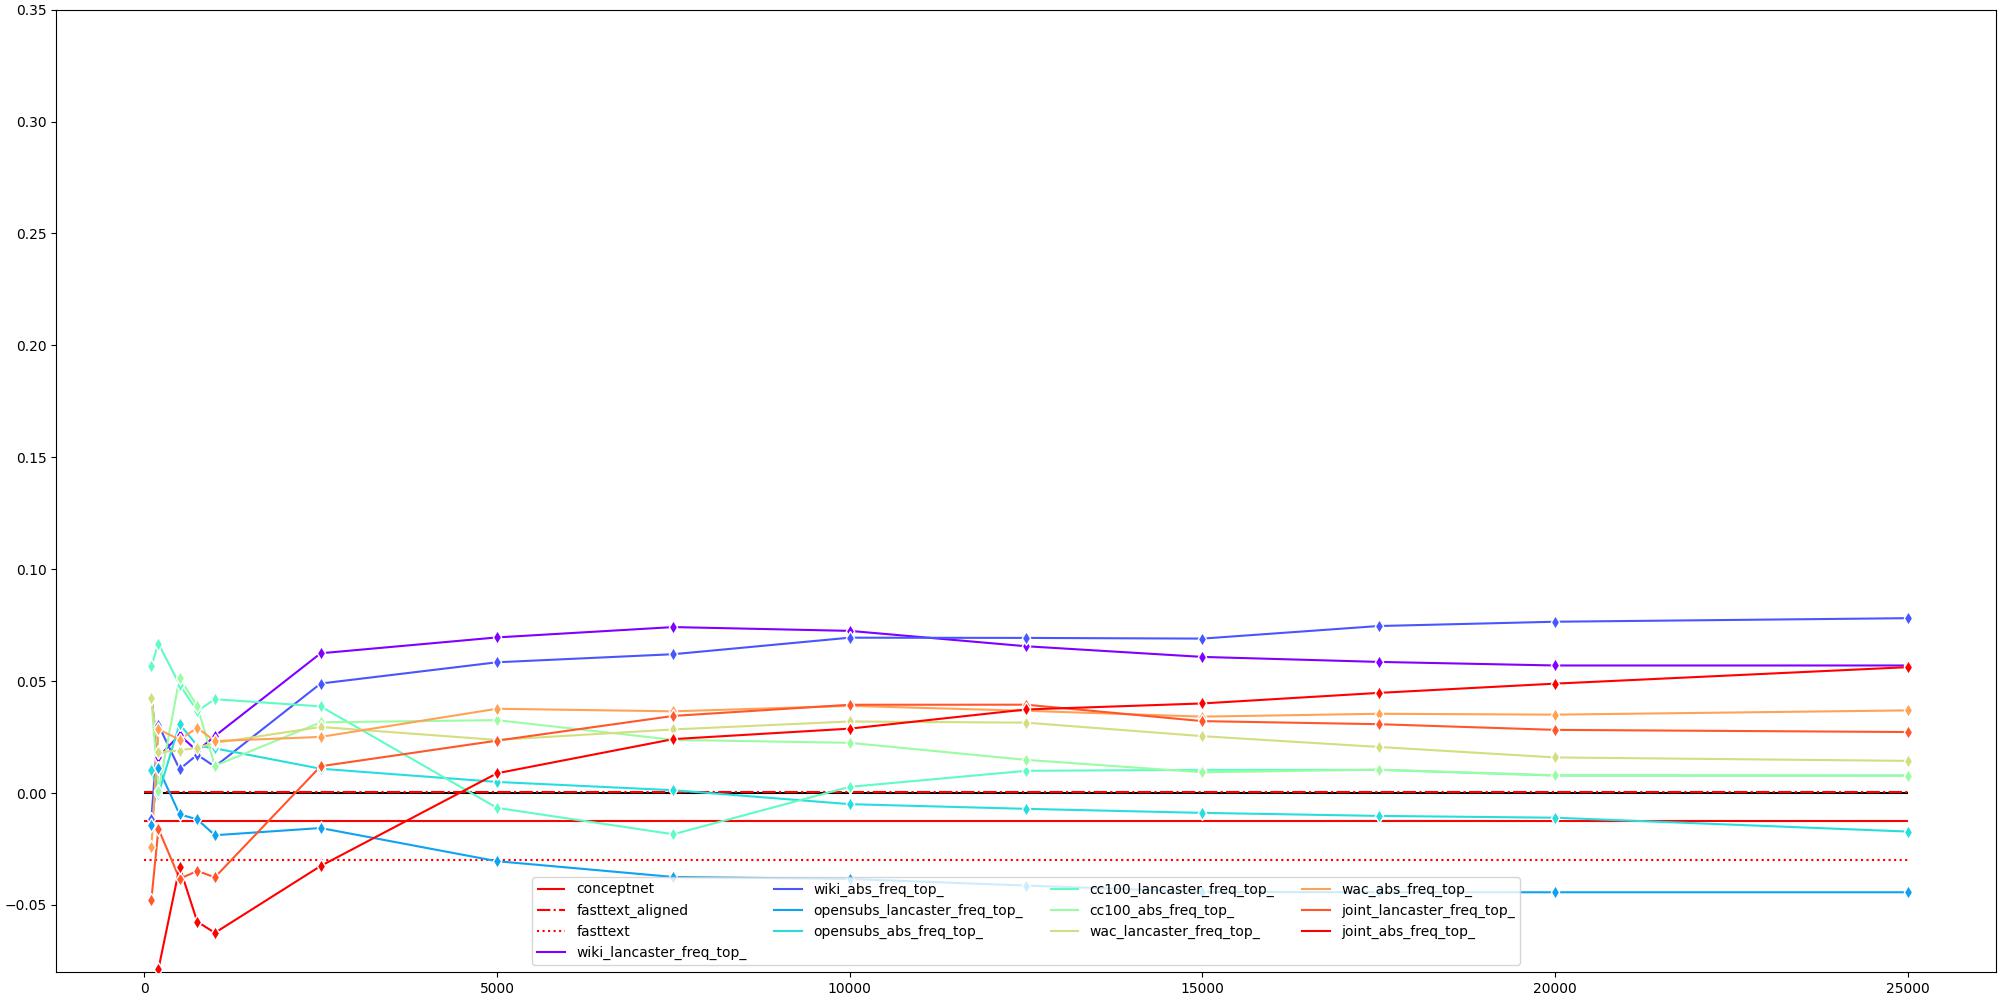 0.35
0.30
0.25
0.20
0.15
0.10
0.05
0.00
−0.05
conceptnet
fasttext_aligned
fasttext
wiki_lancaster_freq_top_
wiki_abs_freq_top_
opensubs_lancaster_freq_top_
opensubs_abs_freq_top_
cc100_lancaster_freq_top_
cc100_abs_freq_top_
wac_lancaster_freq_top_
wac_abs_freq_top_
joint_lancaster_freq_top_
joint_abs_freq_top_
0 5000 10000 15000 20000 25000